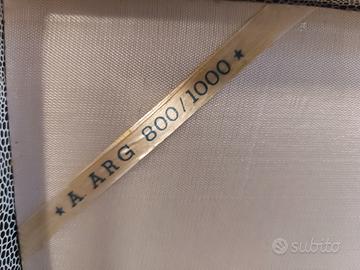 ★ A ARG 800/1000 ★
subito